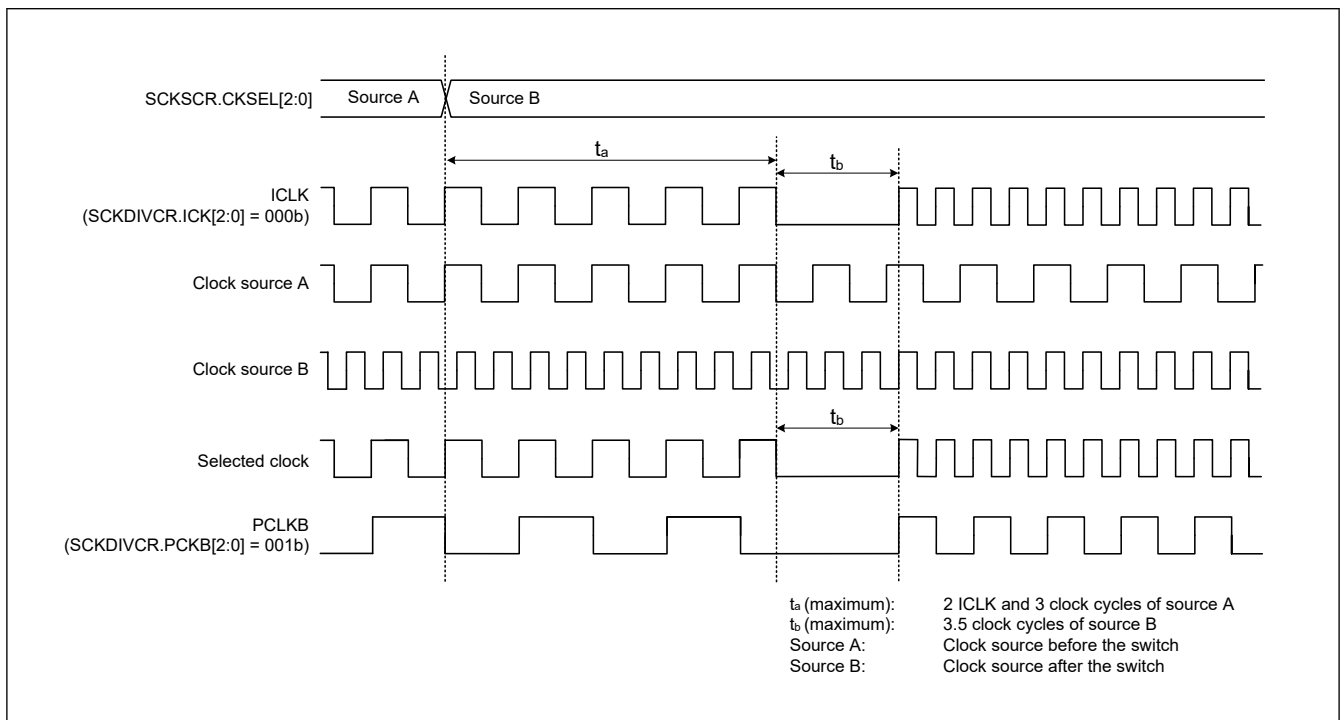 SCKSCR.CKSEL[2:0]
Source A
Source B
ta
tb
ICLK
(SCKDIVCR.ICK[2:0] = 000b)
Clock source A
Clock source B
tb
Selected clock
PCLKB
(SCKDIVCR.PCKB[2:0] = 001b)
ta (maximum): 2 ICLK and 3 clock cycles of source A
tb (maximum): 3.5 clock cycles of source B
Source A: Clock source before the switch
Source B: Clock source after the switch